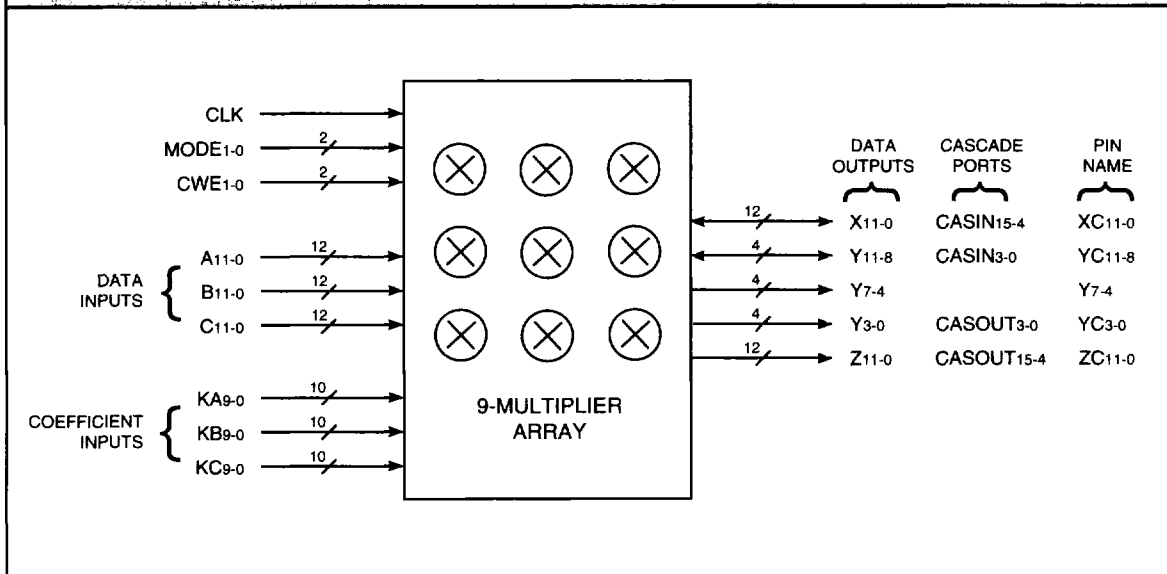 CLK
MODE1-0 2
CWE1-0 2
DATA INPUTS
A11-0 12
B11-0 12
C11-0 12
COEFFICIENT INPUTS
KA9-0 10
KB9-0 10
KC9-0 10
9-MULTIPLIER
ARRAY
DATA OUTPUTS CASCADE PORTS PIN NAME
12 X11-0 CASIN15-4 XC11-0
4 Y11-8 CASIN3-0 YC11-8
4 Y7-4 Y7-4
4 Y3-0 CASOUT3-0 YC3-0
12 Z11-0 CASOUT15-4 ZC11-0